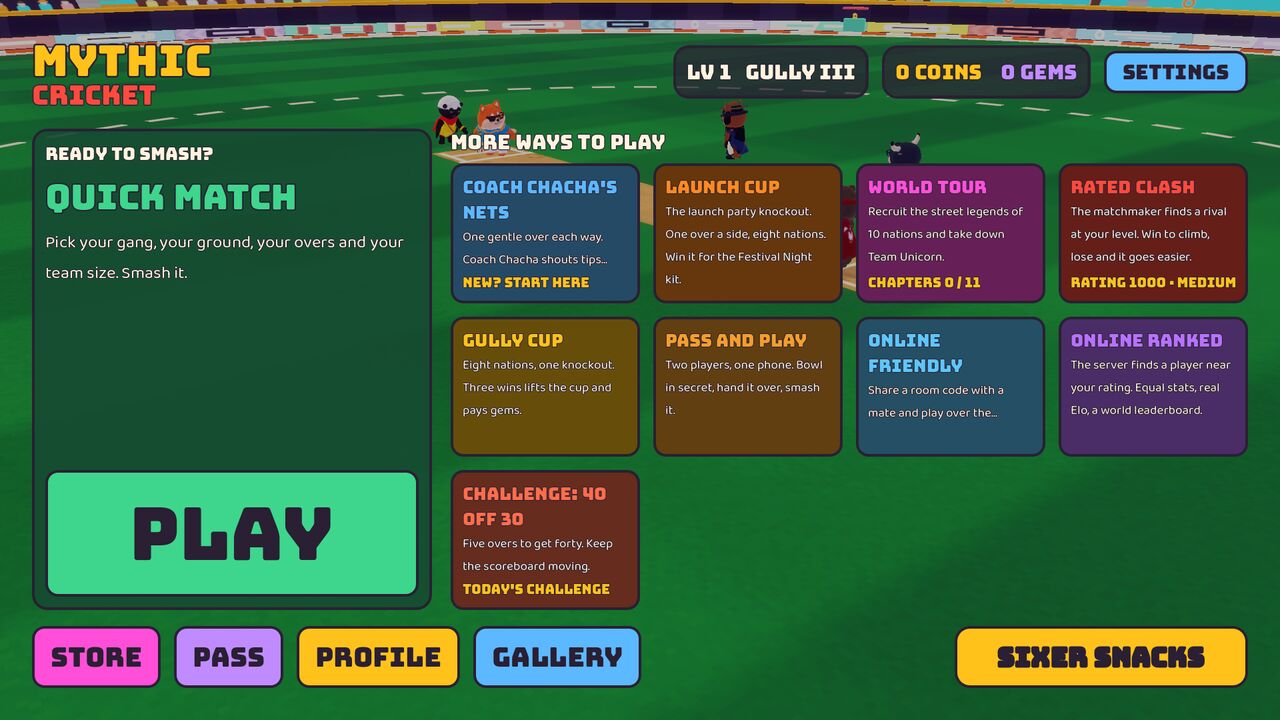 MYTHIC
CRICKET
LV 1 GULLY III
0 COINS 0 GEMS
SETTINGS
READY TO SMASH?
QUICK MATCH
Pick your gang, your ground, your overs and your
team size. Smash it.
PLAY
MORE WAYS TO PLAY
COACH CHACHA'S
NETS
One gentle over each way.
Coach Chacha shouts tips...
NEW? START HERE
LAUNCH CUP
The launch party knockout.
One over a side, eight nations.
Win it for the Festival Night
kit.
WORLD TOUR
Recruit the street legends of
10 nations and take down
Team Unicorn.
CHAPTERS 0 / 11
RATED CLASH
The matchmaker finds a rival
at your level. Win to climb,
lose and it goes easier.
RATING 1000 • MEDIUM
GULLY CUP
Eight nations, one knockout.
Three wins lifts the cup and
pays gems.
PASS AND PLAY
Two players, one phone. Bowl
in secret, hand it over, smash
it.
ONLINE
FRIENDLY
Share a room code with a
mate and play over the...
ONLINE RANKED
The server finds a player near
your rating. Equal stats, real
Elo, a world leaderboard.
CHALLENGE: 40
OFF 30
Five overs to get forty. Keep
the scoreboard moving.
TODAY'S CHALLENGE
STORE
PASS
PROFILE
GALLERY
SIXER SNACKS